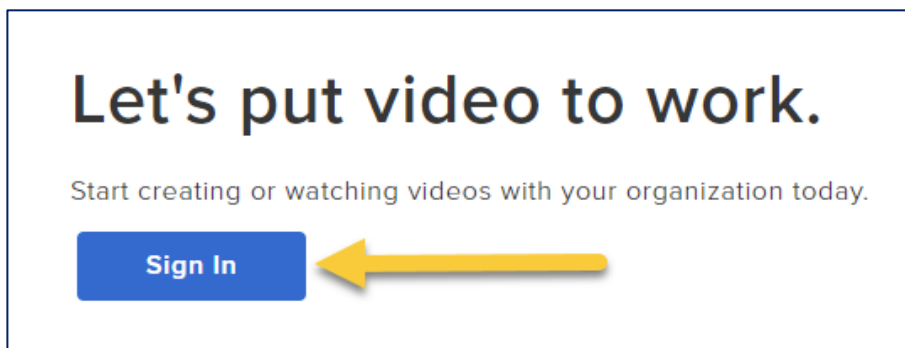 Let's put video to work.
Start creating or watching videos with your organization today.
Sign In